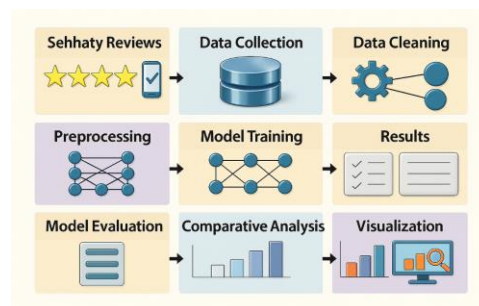 Sehhaty Reviews
Data Collection
Data Cleaning
Preprocessing
Model Training
Results
Model Evaluation
Comparative Analysis
Visualization